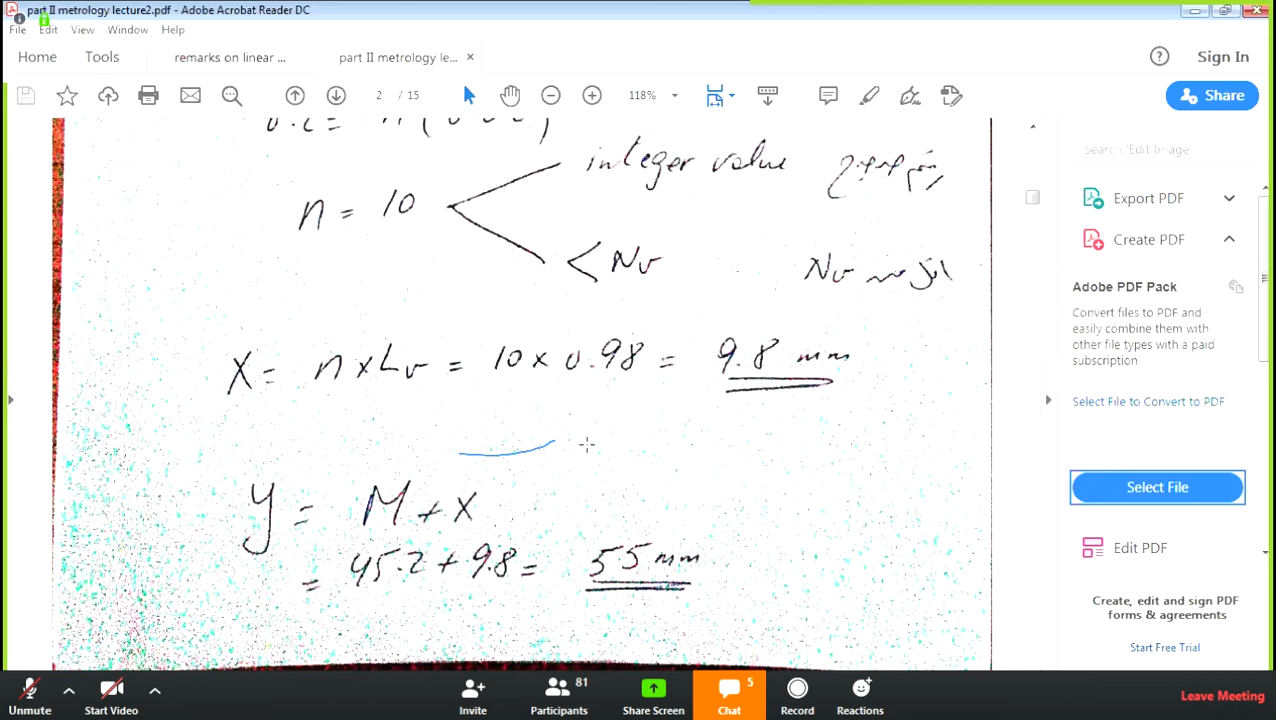 part II metrology lecture2.pdf - Adobe Acrobat Reader DC
File Edit View Window Help
Home Tools remarks on linear ... part II metrology le... × Sign In
2 / 15 118% Share
n = 10
integer value
< Nv
Nv
X = n x Lv = 10 x 0.98 = 9.8 mm
y = M + X
= 45.2 + 9.8 = 55 mm
Search 'Edit Image'
Export PDF
Create PDF
Adobe PDF Pack
Convert files to PDF and
easily combine them with
other file types with a paid
subscription
Select File to Convert to PDF
Select File
Edit PDF
Create, edit and sign PDF
forms & agreements
Start Free Trial
Unmute Start Video Invite Participants 81 Share Screen Chat 5 Record Reactions Leave Meeting